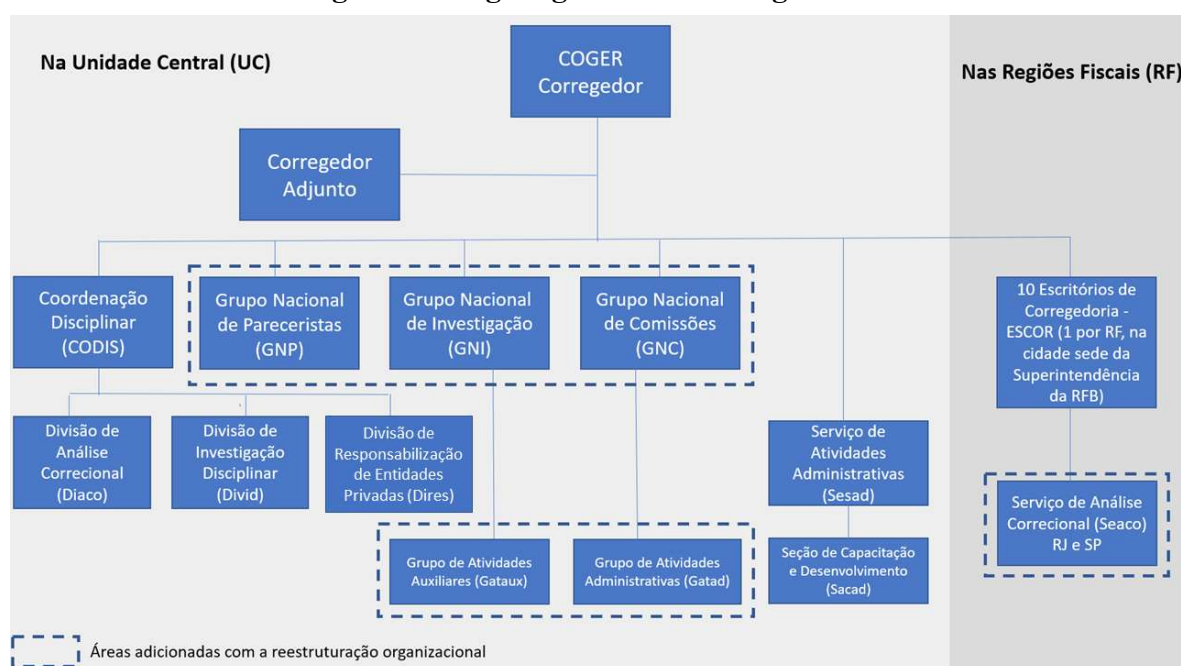 Na Unidade Central (UC)
COGER
Corregedor
Nas Regiões Fiscais (RF)
Corregedor
Adjunto
Coordenação
Disciplinar
(CODIS)
Grupo Nacional
de Pareceristas
(GNP)
Grupo Nacional
de Investigação
(GNI)
Grupo Nacional
de Comissões
(GNC)
10 Escritórios de
Corregedoria -
ESCOR (1 por RF, na
cidade sede da
Superintendência
da RFB)
Divisão de
Análise
Correcional
(Diaco)
Divisão de
Investigação
Disciplinar
(Divid)
Divisão de
Responsabilização
de Entidades
Privadas (Dires)
Serviço de
Atividades
Administrativas
(Sesad)
Serviço de Análise
Correcional (Seaco)
RJ e SP
Grupo de Atividades
Auxiliares (Gataux)
Grupo de Atividades
Administrativas (Gatad)
Seção de Capacitação
e Desenvolvimento
(Sacad)
Áreas adicionadas com a reestruturação organizacional